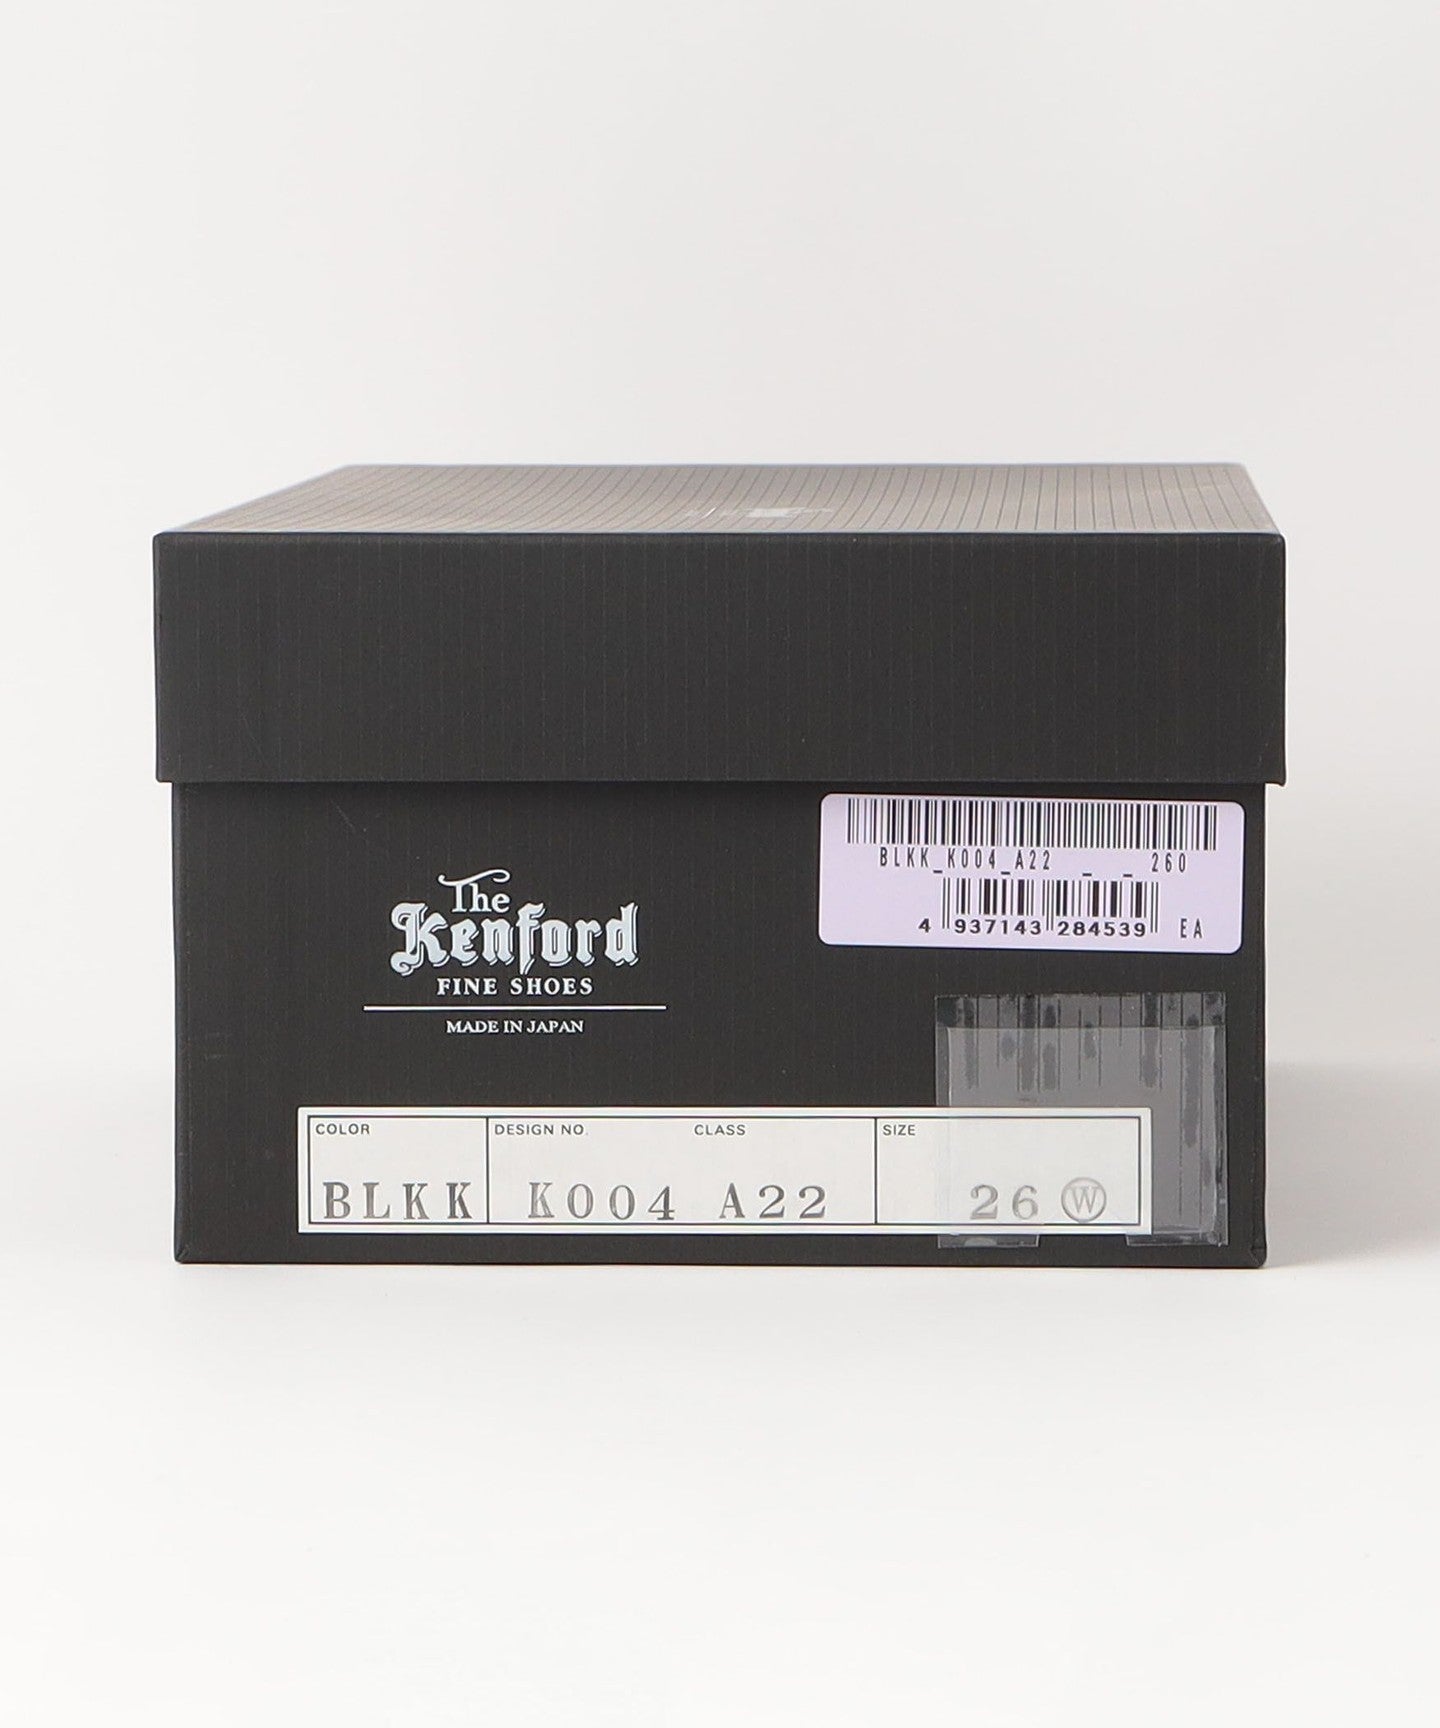 BLKK_K004_A22 _ _ 260
4 937143 284539 EA
The
Kenford
FINE SHOES
MADE IN JAPAN
COLOR DESIGN NO. CLASS SIZE
BLKK K004 A22 26 W